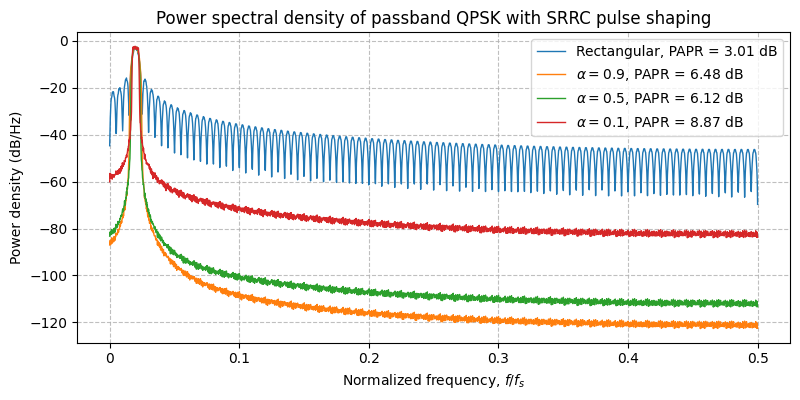 Power spectral density of passband QPSK with SRRC pulse shaping
Power density (dB/Hz)
0
−20
−40
−60
−80
−100
−120
Rectangular, PAPR = 3.01 dB
α = 0.9, PAPR = 6.48 dB
α = 0.5, PAPR = 6.12 dB
α = 0.1, PAPR = 8.87 dB
0 0.1 0.2 0.3 0.4 0.5
Normalized frequency, f/fₛ